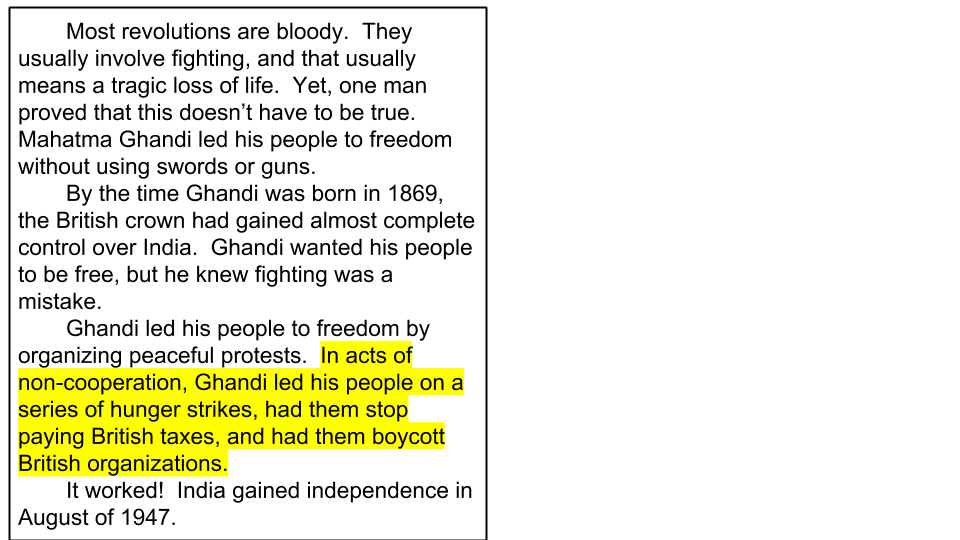 Most revolutions are bloody.  They
usually involve fighting, and that usually
means a tragic loss of life.  Yet, one man
proved that this doesn’t have to be true.
Mahatma Ghandi led his people to freedom
without using swords or guns.
By the time Ghandi was born in 1869,
the British crown had gained almost complete
control over India.  Ghandi wanted his people
to be free, but he knew fighting was a
mistake.
Ghandi led his people to freedom by
organizing peaceful protests.  In acts of
non-cooperation, Ghandi led his people on a
series of hunger strikes, had them stop
paying British taxes, and had them boycott
British organizations.
It worked!  India gained independence in
August of 1947.